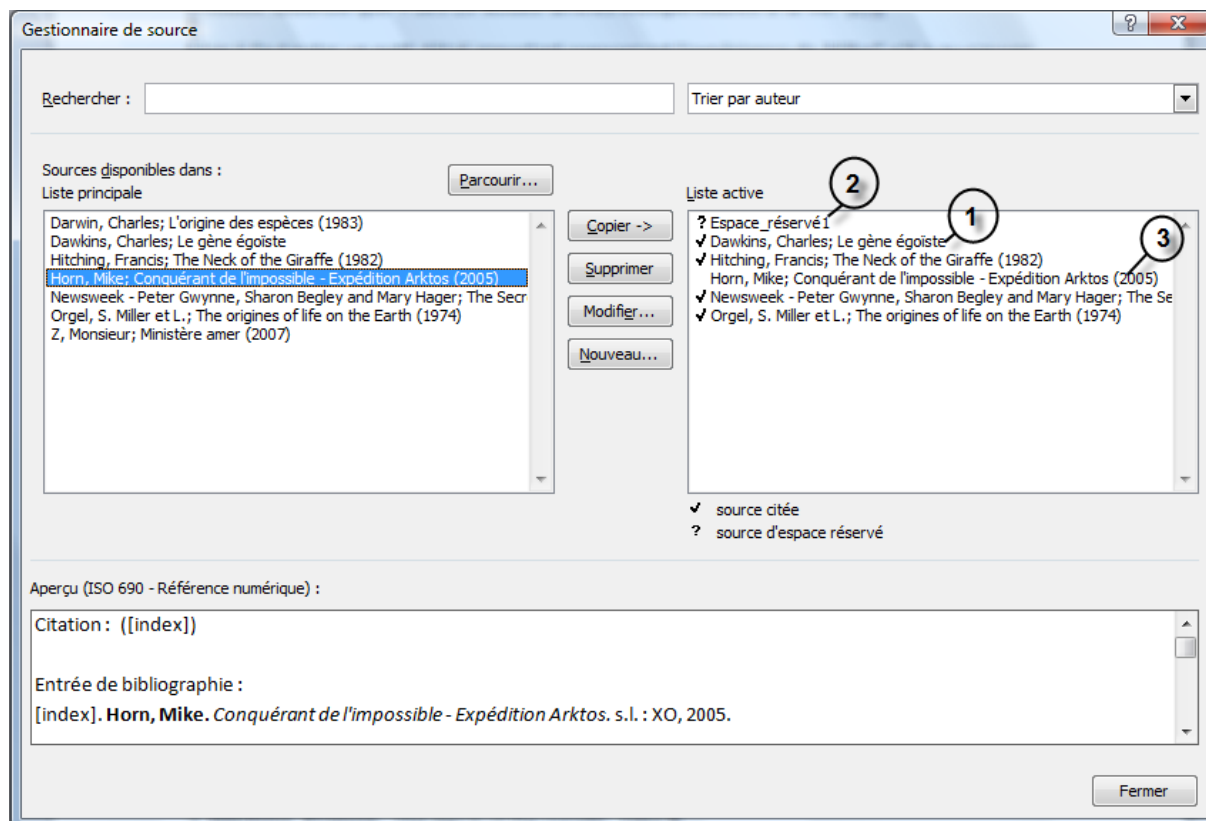 Gestionnaire de source
Rechercher :
Trier par auteur
Sources disponibles dans :
Liste principale
Parcourir...
Darwin, Charles; L'origine des espèces (1983)
Dawkins, Charles; Le gène égoïste
Hitching, Francis; The Neck of the Giraffe (1982)
Horn, Mike; Conquérant de l'impossible - Expédition Arktos (2005)
Newsweek - Peter Gwynne, Sharon Begley and Mary Hager; The Secr
Orgel, S. Miller et L.; The origines of life on the Earth (1974)
Z, Monsieur; Ministère amer (2007)
Copier ->
Supprimer
Modifier...
Nouveau...
Liste active
2
1
3
? Espace_réservé1
✓ Dawkins, Charles; Le gène égoïste
✓ Hitching, Francis; The Neck of the Giraffe (1982)
Horn, Mike; Conquérant de l'impossible - Expédition Arktos (2005)
✓ Newsweek - Peter Gwynne, Sharon Begley and Mary Hager; The Se
✓ Orgel, S. Miller et L.; The origines of life on the Earth (1974)
✓ source citée
? source d'espace réservé
Aperçu (ISO 690 - Référence numérique) :
Citation : ([index])
Entrée de bibliographie :
[index]. Horn, Mike. Conquérant de l'impossible - Expédition Arktos. s.l. : XO, 2005.
Fermer